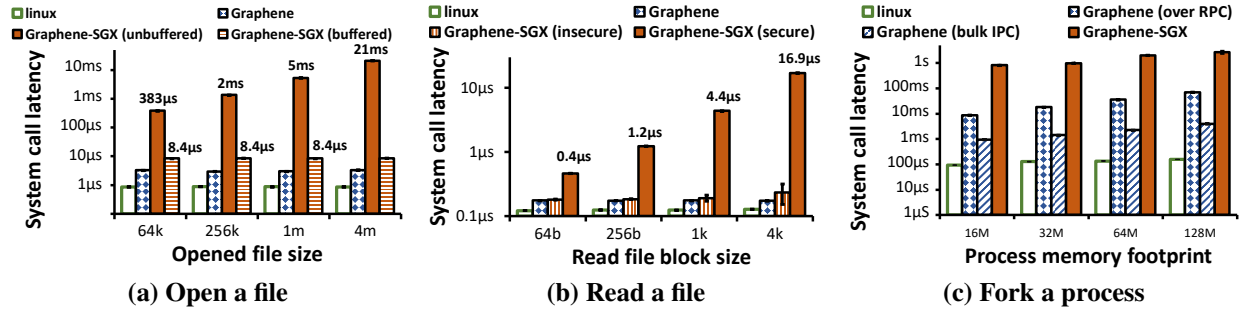 linux Graphene
Graphene-SGX (unbuffered) Graphene-SGX (buffered)
System call latency
10ms
1ms
100µs
10µs
1µs
383µs
2ms
5ms
21ms
8.4µs
8.4µs
8.4µs
64k 256k 1m 4m
Opened file size
(a) Open a file
linux Graphene
Graphene-SGX (insecure) Graphene-SGX (secure)
System call latency
10µs
1µs
0.1µs
0.4µs
1.2µs
4.4µs
16.9µs
64b 256b 1k 4k
Read file block size
(b) Read a file
linux Graphene (over RPC)
Graphene (bulk IPC) Graphene-SGX
System call latency
1s
100ms
10ms
1mS
100µs
10µs
1µS
16M 32M 64M 128M
Process memory footprint
(c) Fork a process